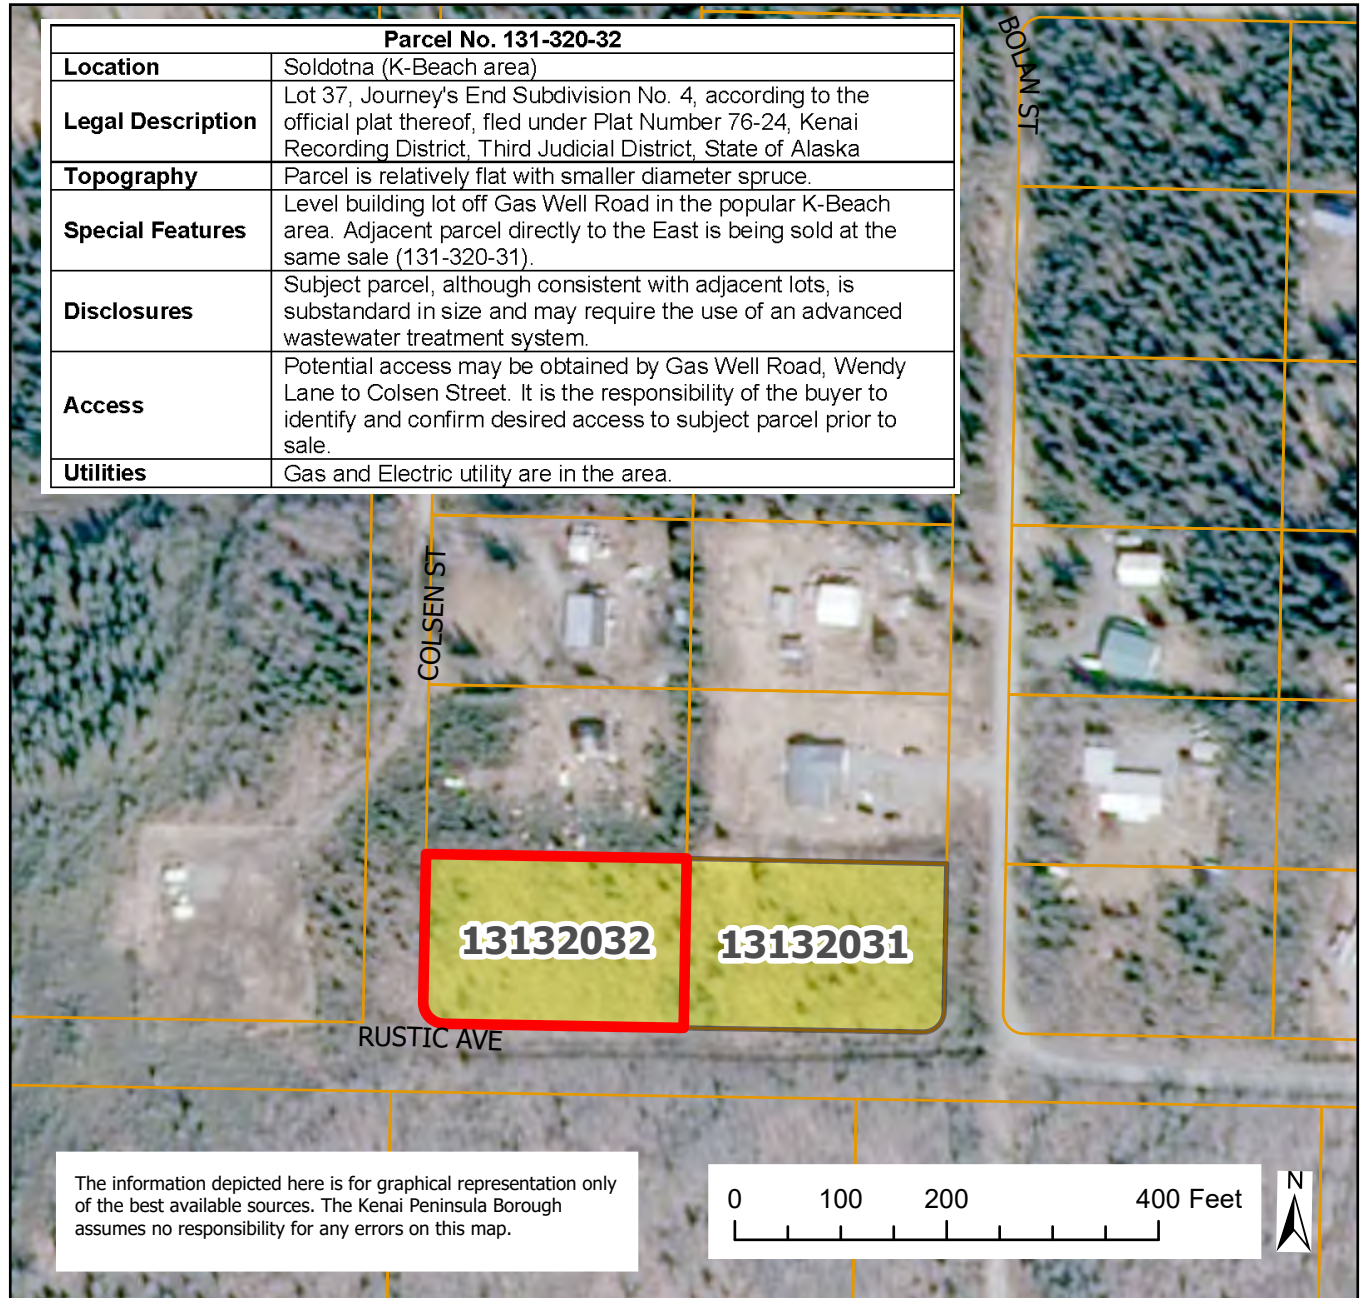 Parcel No. 131-320-32
Location Soldotna (K-Beach area)
Legal Description Lot 37, Journey's End Subdivision No. 4, according to the
official plat thereof, fled under Plat Number 76-24, Kenai
Recording District, Third Judicial District, State of Alaska
Topography Parcel is relatively flat with smaller diameter spruce.
Special Features Level building lot off Gas Well Road in the popular K-Beach
area. Adjacent parcel directly to the East is being sold at the
same sale (131-320-31).
Disclosures Subject parcel, although consistent with adjacent lots, is
substandard in size and may require the use of an advanced
wastewater treatment system.
Access Potential access may be obtained by Gas Well Road, Wendy
Lane to Colsen Street. It is the responsibility of the buyer to
identify and confirm desired access to subject parcel prior to
sale.
Utilities Gas and Electric utility are in the area.
BOLAN ST
COLSEN ST
13132032
13132031
RUSTIC AVE
The information depicted here is for graphical representation only
of the best available sources. The Kenai Peninsula Borough
assumes no responsibility for any errors on this map.
0 100 200 400 Feet
N